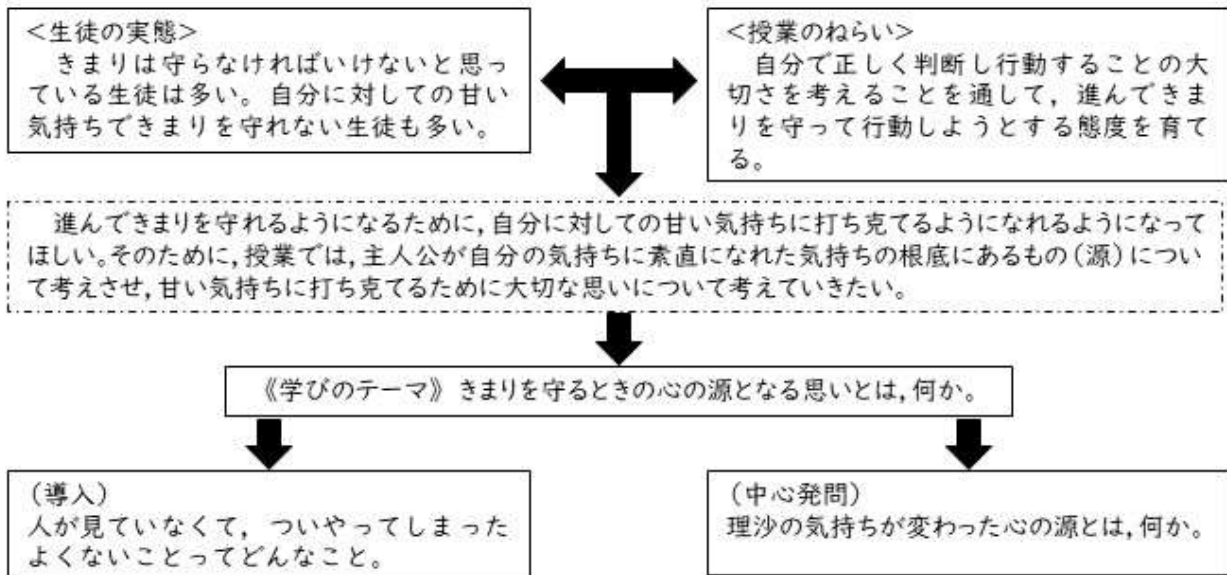 <生徒の実態>
きまりは守らなければいけないと思っ
ている生徒は多い。自分に対しての甘い
気持ちできまりを守れない生徒も多い。
<授業のねらい>
自分で正しく判断し行動することの大
切さを考えることを通して，進んできま
りを守って行動しようとする態度を育て
る。
進んできまりを守れるようになるために，自分に対しての甘い気持ちに打ち克てるようになれるようになって
ほしい。そのために，授業では，主人公が自分の気持ちに素直になれた気持ちの根底にあるもの（源）につい
て考えさせ，甘い気持ちに打ち克てるために大切な思いについて考えていきたい。
《学びのテーマ》きまりを守るときの心の源となる思いとは，何か。
（導入）
人が見ていなくて，ついやってしまった
よくないことってどんなこと。
（中心発問）
理沙の気持ちが変わった心の源とは，何か。